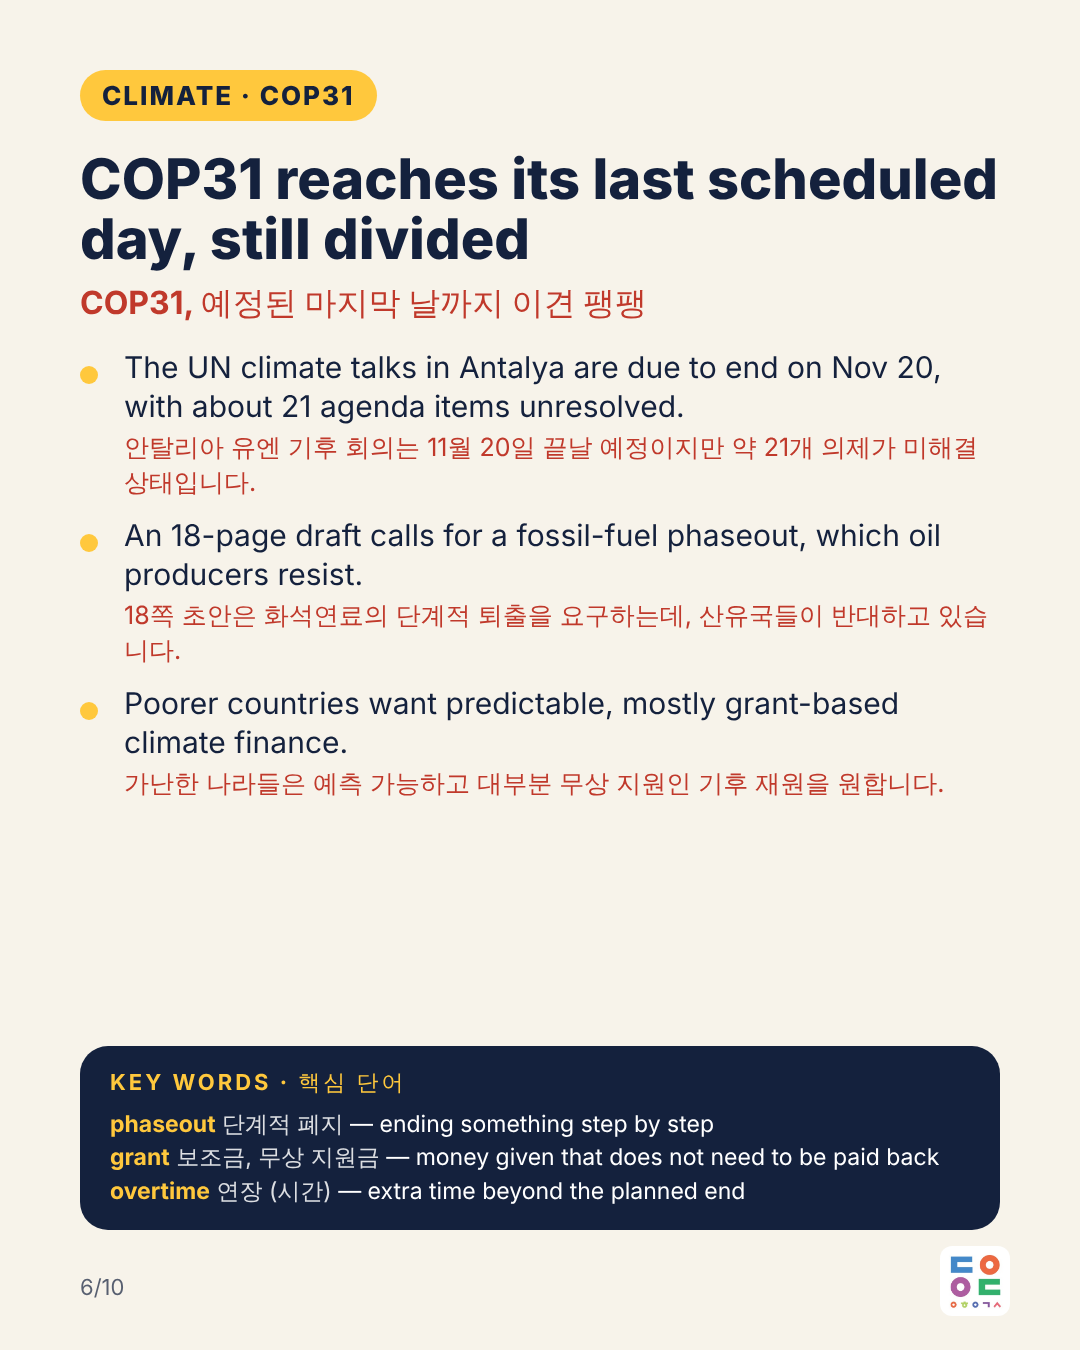 CLIMATE · COP31
COP31 reaches its last scheduled
day, still divided
COP31, 예정된 마지막 날까지 이견 팽팽
The UN climate talks in Antalya are due to end on Nov 20,
with about 21 agenda items unresolved.
안탈리아 유엔 기후 회의는 11월 20일 끝날 예정이지만 약 21개 의제가 미해결
상태입니다.
An 18-page draft calls for a fossil-fuel phaseout, which oil
producers resist.
18쪽 초안은 화석연료의 단계적 퇴출을 요구하는데, 산유국들이 반대하고 있습
니다.
Poorer countries want predictable, mostly grant-based
climate finance.
가난한 나라들은 예측 가능하고 대부분 무상 지원인 기후 재원을 원합니다.
KEY WORDS · 핵심 단어
phaseout 단계적 폐지 — ending something step by step
grant 보조금, 무상 지원금 — money given that does not need to be paid back
overtime 연장 (시간) — extra time beyond the planned end
6/10
ㄷㅇ
ㅇㄷ
ㅇㅎㅇㄱㅅ